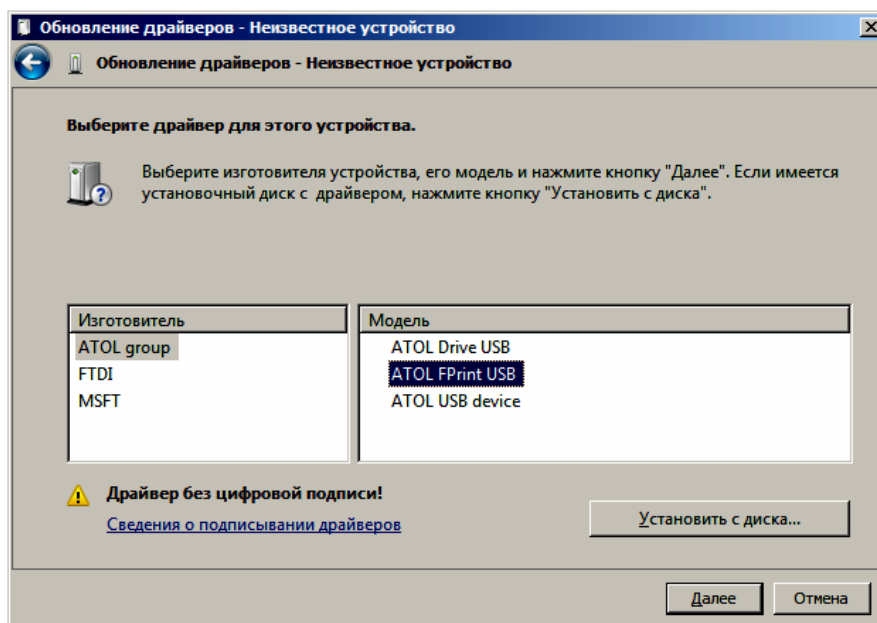 Обновление драйверов - Неизвестное устройство
Обновление драйверов - Неизвестное устройство
Выберите драйвер для этого устройства.
Выберите изготовителя устройства, его модель и нажмите кнопку "Далее". Если имеется
установочный диск с драйвером, нажмите кнопку "Установить с диска".
Изготовитель
ATOL group
FTDI
MSFT
Модель
ATOL Drive USB
ATOL FPrint USB
ATOL USB device
Драйвер без цифровой подписи!
Сведения о подписывании драйверов
Установить с диска...
Далее
Отмена